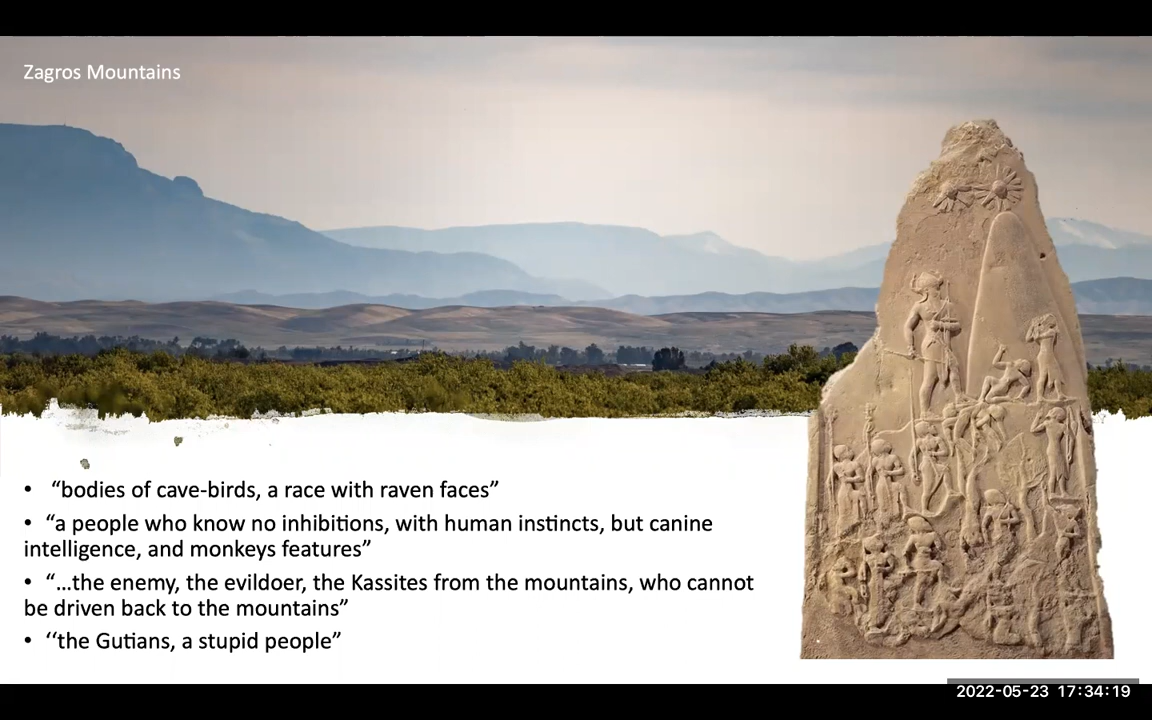 Zagros Mountains
• “bodies of cave-birds, a race with raven faces”
• “a people who know no inhibitions, with human instincts, but canine
intelligence, and monkeys features”
• “…the enemy, the evildoer, the Kassites from the mountains, who cannot
be driven back to the mountains”
• ‘‘the Gutians, a stupid people”
2022-05-23 17:34:19